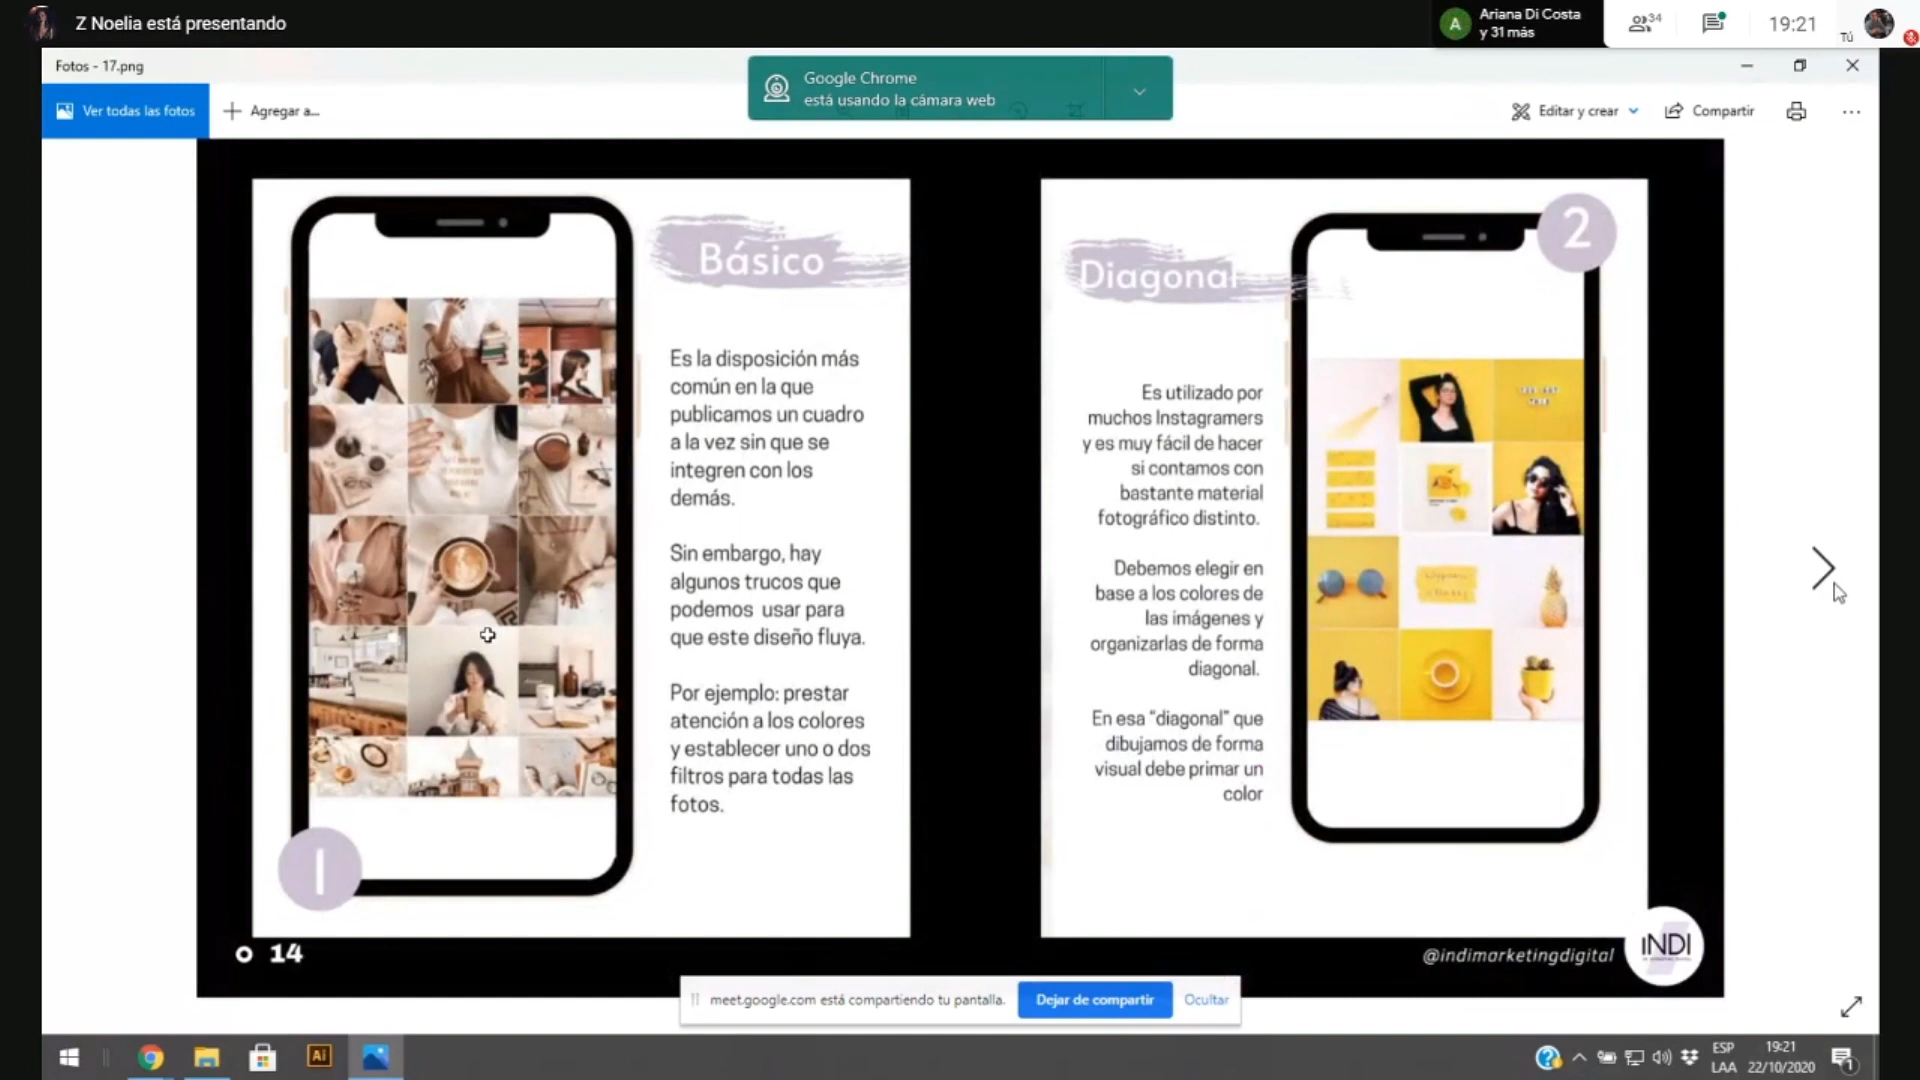 Z Noelia está presentando
A
Ariana Di Costa
y 31 más
34
19:21
Tú
Fotos - 17.png
Ver todas las fotos
Agregar a...
Google Chrome
está usando la cámara web
Editar y crear
Compartir
Básico
Es la disposición más
común en la que
publicamos un cuadro
a la vez sin que se
integren con los
demás.
Sin embargo, hay
algunos trucos que
podemos usar para
que este diseño fluya.
Por ejemplo: prestar
atención a los colores
y establecer uno o dos
filtros para todas las
fotos.
1
14
Diagonal
2
Es utilizado por
muchos Instagramers
y es muy fácil de hacer
si contamos con
bastante material
fotográfico distinto.
Debemos elegir en
base a los colores de
las imágenes y
organizarlas de forma
diagonal.
En esa "diagonal" que
dibujamos de forma
visual debe primar un
color
@indimarketingdigital
INDI
meet.google.com está compartiendo tu pantalla.
Dejar de compartir
Ocultar
Ai
ESP
LAA
19:21
22/10/2020
1